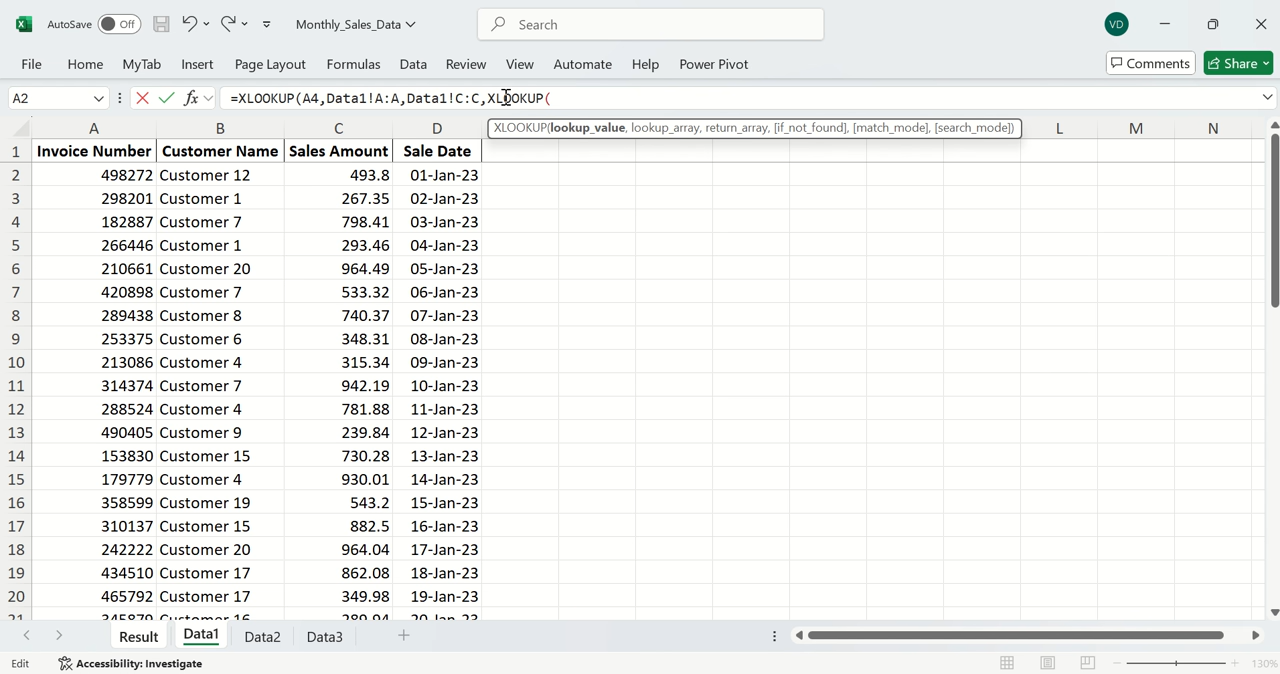 AutoSave Off Monthly_Sales_Data Search VD
File Home MyTab Insert Page Layout Formulas Data Review View Automate Help Power Pivot Comments Share
A2 fx =XLOOKUP(A4,Data1!A:A,Data1!C:C,XLOOKUP(
XLOOKUP(lookup_value, lookup_array, return_array, [if_not_found], [match_mode], [search_mode])
A B C D L M N
1 Invoice Number Customer Name Sales Amount Sale Date
2 498272 Customer 12 493.8 01-Jan-23
3 298201 Customer 1 267.35 02-Jan-23
4 182887 Customer 7 798.41 03-Jan-23
5 266446 Customer 1 293.46 04-Jan-23
6 210661 Customer 20 964.49 05-Jan-23
7 420898 Customer 7 533.32 06-Jan-23
8 289438 Customer 8 740.37 07-Jan-23
9 253375 Customer 6 348.31 08-Jan-23
10 213086 Customer 4 315.34 09-Jan-23
11 314374 Customer 7 942.19 10-Jan-23
12 288524 Customer 4 781.88 11-Jan-23
13 490405 Customer 9 239.84 12-Jan-23
14 153830 Customer 15 730.28 13-Jan-23
15 179779 Customer 4 930.01 14-Jan-23
16 358599 Customer 19 543.2 15-Jan-23
17 310137 Customer 15 882.5 16-Jan-23
18 242222 Customer 20 964.04 17-Jan-23
19 434510 Customer 17 862.08 18-Jan-23
20 465792 Customer 17 349.98 19-Jan-23
21 345879 Customer 16 289.94 20-Jan-23
Result Data1 Data2 Data3
Edit Accessibility: Investigate 130%